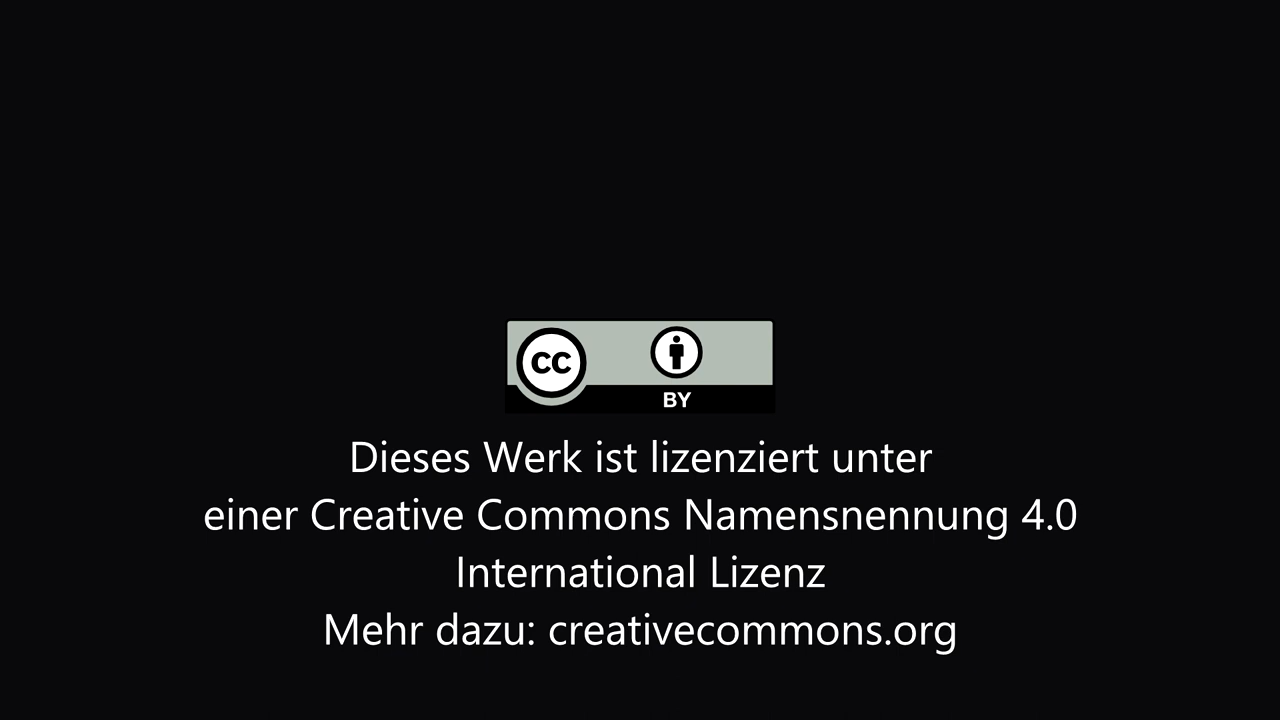 CC
BY
Dieses Werk ist lizenziert unter
einer Creative Commons Namensnennung 4.0
International Lizenz
Mehr dazu: creativecommons.org